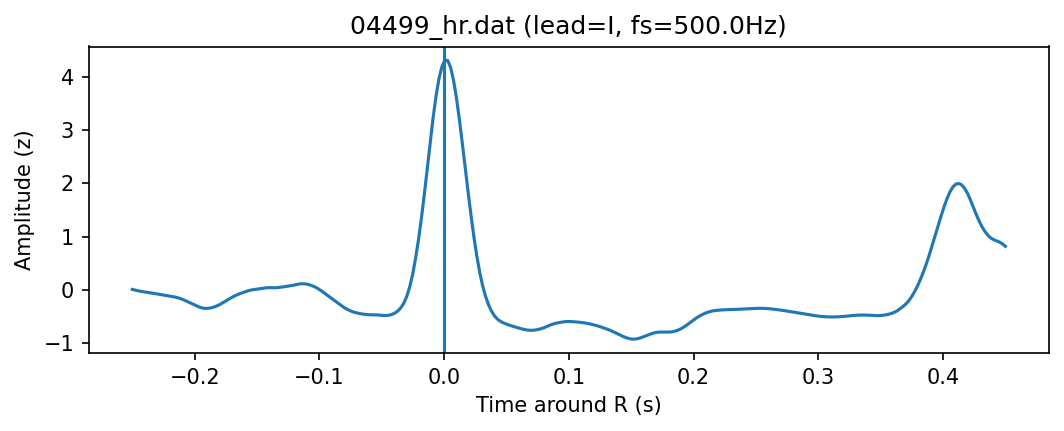 04499_hr.dat (lead=I, fs=500.0Hz)
Amplitude (z)
4
3
2
1
0
−1
−0.2 −0.1 0.0 0.1 0.2 0.3 0.4
Time around R (s)